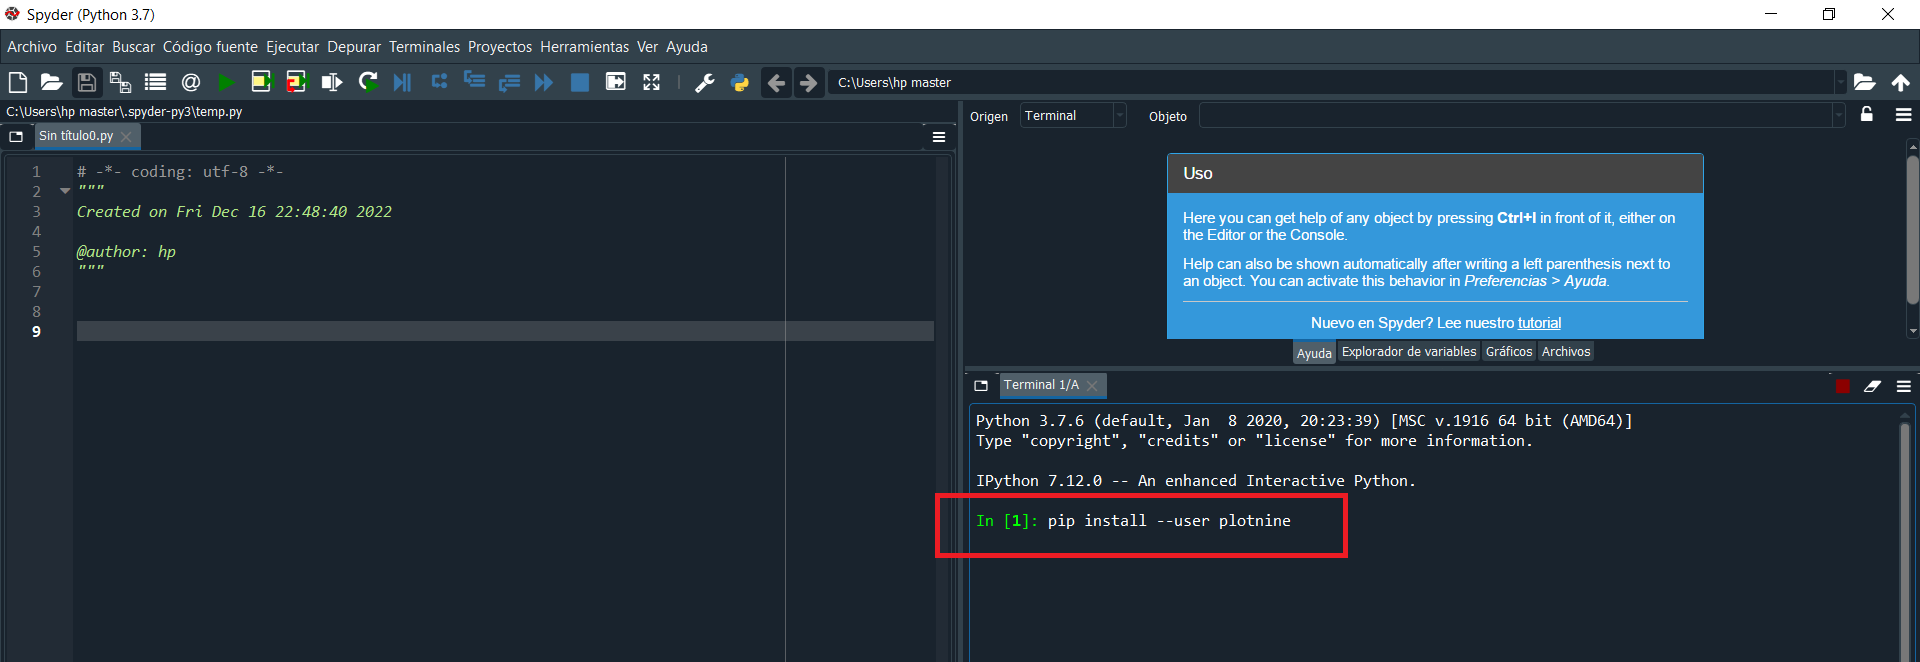 Spyder (Python 3.7)
Archivo Editar Buscar Código fuente Ejecutar Depurar Terminales Proyectos Herramientas Ver Ayuda
C:\Users\hp master
C:\Users\hp master\.spyder-py3\temp.py
Sin título0.py
1 # -*- coding: utf-8 -*-
2 """
3 Created on Fri Dec 16 22:48:40 2022
4
5 @author: hp
6 """
7
8
9
Origen Terminal Objeto
Uso
Here you can get help of any object by pressing Ctrl+I in front of it, either on
the Editor or the Console.
Help can also be shown automatically after writing a left parenthesis next to
an object. You can activate this behavior in Preferencias > Ayuda.
Nuevo en Spyder? Lee nuestro tutorial
Ayuda Explorador de variables Gráficos Archivos
Terminal 1/A
Python 3.7.6 (default, Jan  8 2020, 20:23:39) [MSC v.1916 64 bit (AMD64)]
Type "copyright", "credits" or "license" for more information.
IPython 7.12.0 -- An enhanced Interactive Python.
In [1]: pip install --user plotnine